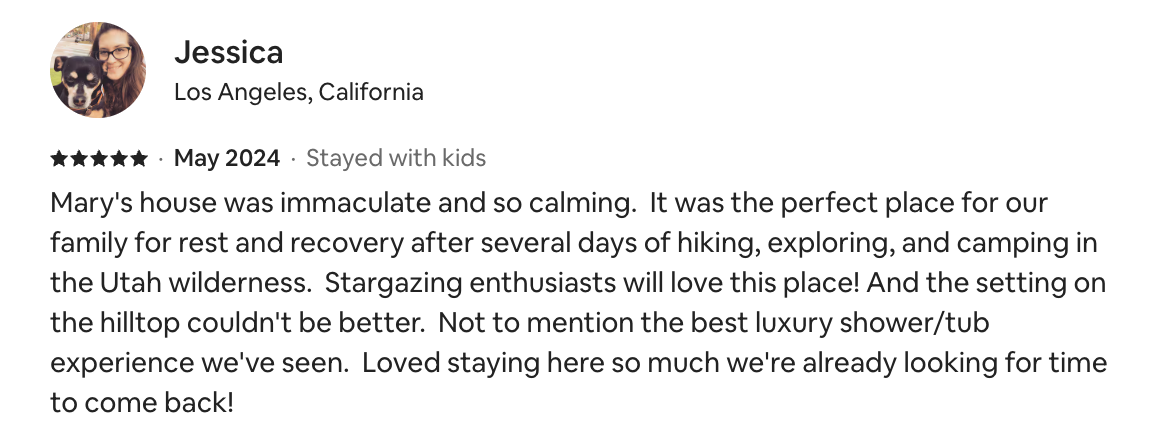 Jessica
Los Angeles, California
★★★★★ · May 2024 · Stayed with kids
Mary's house was immaculate and so calming.  It was the perfect place for our
family for rest and recovery after several days of hiking, exploring, and camping in
the Utah wilderness.  Stargazing enthusiasts will love this place! And the setting on
the hilltop couldn't be better.  Not to mention the best luxury shower/tub
experience we've seen.  Loved staying here so much we're already looking for time
to come back!